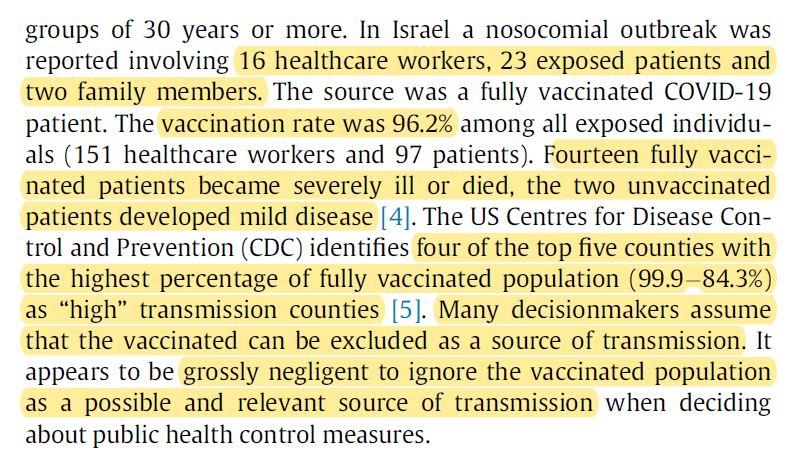 groups of 30 years or more. In Israel a nosocomial outbreak was
reported involving 16 healthcare workers, 23 exposed patients and
two family members. The source was a fully vaccinated COVID-19
patient. The vaccination rate was 96.2% among all exposed individu-
als (151 healthcare workers and 97 patients). Fourteen fully vacci-
nated patients became severely ill or died, the two unvaccinated
patients developed mild disease [4]. The US Centres for Disease Con-
trol and Prevention (CDC) identifies four of the top five counties with
the highest percentage of fully vaccinated population (99.9–84.3%)
as “high” transmission counties [5]. Many decisionmakers assume
that the vaccinated can be excluded as a source of transmission. It
appears to be grossly negligent to ignore the vaccinated population
as a possible and relevant source of transmission when deciding
about public health control measures.